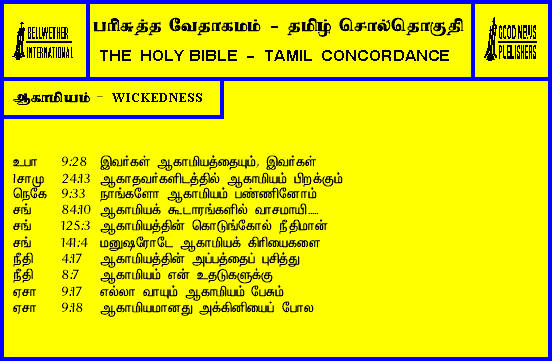 BELLWETHER
INTERNATIONAL
பரிசுத்த வேதாகமம் - தமிழ் சொல்தொகுதி
THE HOLY BIBLE - TAMIL CONCORDANCE
GOOD NEWS
PUBLISHERS
ஆகாமியம் - WICKEDNESS
உபா 9:28 இவர்கள் ஆகாமியத்தையும், இவர்கள்
1சாமு 24:13 ஆகாதவர்களிடத்தில் ஆகாமியம் பிறக்கும்
நெகே 9:33 நாங்களோ ஆகாமியம் பண்ணினோம்
சங் 84:10 ஆகாமியக் கூடாரங்களில் வாசமாயி.....
சங் 125:3 ஆகாமியத்தின் கொடுங்கோல் நீதிமான்
சங் 141:4 மனுஷரோடே ஆகாமியக் கிரியைகளை
நீதி 4:17 ஆகாமியத்தின் அப்பத்தைப் புசித்து
நீதி 8:7 ஆகாமியம் என் உதடுகளுக்கு
ஏசா 9:17 எல்லா வாயும் ஆகாமியம் பேசும்
ஏசா 9:18 ஆகாமியமானது அக்கினியைப் போல